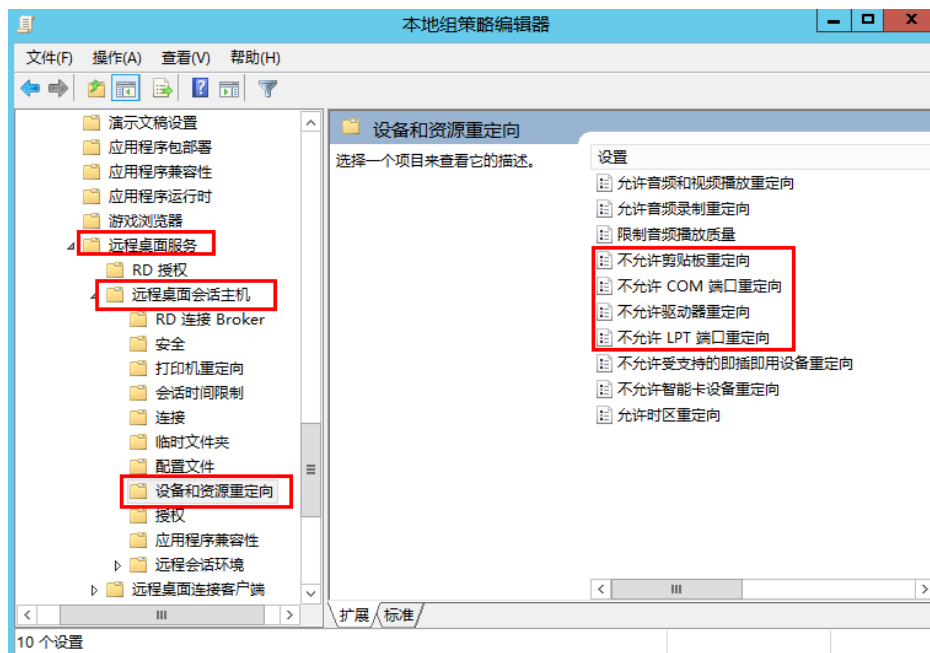 本地组策略编辑器
文件(F) 操作(A) 查看(V) 帮助(H)
演示文稿设置
应用程序包部署
应用程序兼容性
应用程序运行时
游戏浏览器
远程桌面服务
RD 授权
远程桌面会话主机
RD 连接 Broker
安全
打印机重定向
会话时间限制
连接
临时文件夹
配置文件
设备和资源重定向
授权
应用程序兼容性
远程会话环境
远程桌面连接客户端
设备和资源重定向
选择一个项目来查看它的描述。
设置
允许音频和视频播放重定向
允许音频录制重定向
限制音频播放质量
不允许剪贴板重定向
不允许 COM 端口重定向
不允许驱动器重定向
不允许 LPT 端口重定向
不允许受支持的即插即用设备重定向
不允许智能卡设备重定向
允许时区重定向
扩展 标准
10 个设置